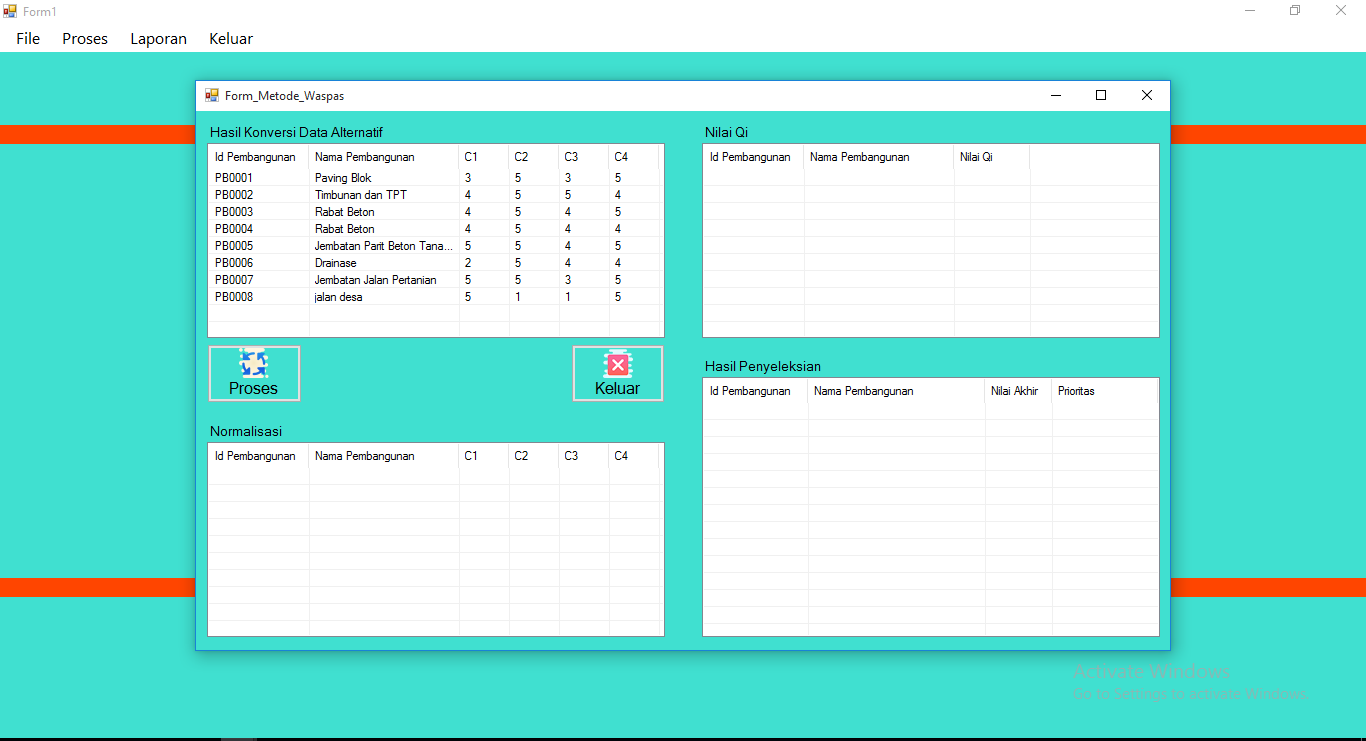 Form1
File Proses Laporan Keluar
Form_Metode_Waspas
Hasil Konversi Data Alternatif
Id Pembangunan Nama Pembangunan C1 C2 C3 C4
PB0001 Paving Blok 3 5 3 5
PB0002 Timbunan dan TPT 4 5 5 4
PB0003 Rabat Beton 4 5 4 5
PB0004 Rabat Beton 4 5 4 4
PB0005 Jembatan Parit Beton Tana... 5 5 4 5
PB0006 Drainase 2 5 4 4
PB0007 Jembatan Jalan Pertanian 5 5 3 5
PB0008 jalan desa 5 1 1 5
Proses
Keluar
Normalisasi
Id Pembangunan Nama Pembangunan C1 C2 C3 C4
Nilai Qi
Id Pembangunan Nama Pembangunan Nilai Qi
Hasil Penyeleksian
Id Pembangunan Nama Pembangunan Nilai Akhir Prioritas
Activate Windows
Go to Settings to activate Windows.